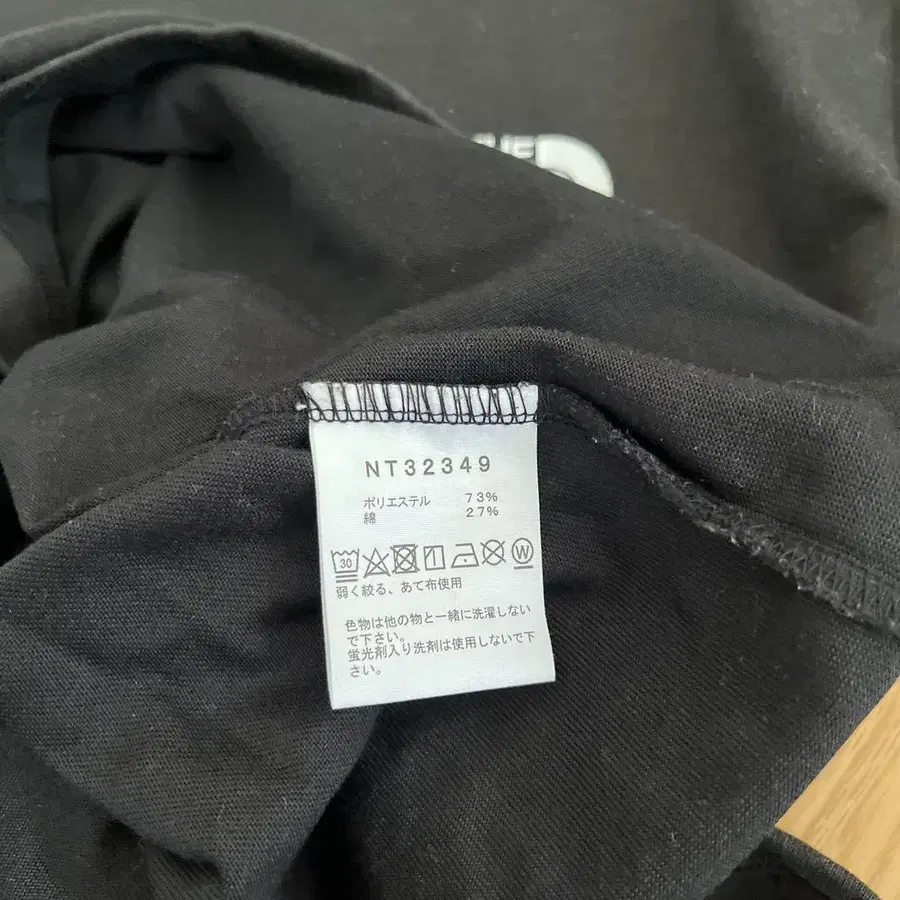 NT32349
ポリエステル 73%
綿 27%
30 W
弱く絞る、あて布使用
色物は他の物と一緒に洗濯しない
で下さい。
蛍光剤入り洗剤は使用しないで下
さい。